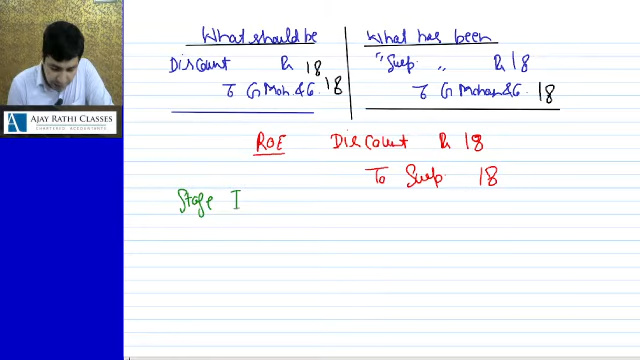 What should be
Discount Dr 18
To G Moh. & G. 18
What has been
"Susp. " Dr 18
To G Mohan & G. 18
AJAY RATHI CLASSES
CHARTERED ACCOUNTANTS
ROE Discount Dr 18
To Susp. 18
Stage I